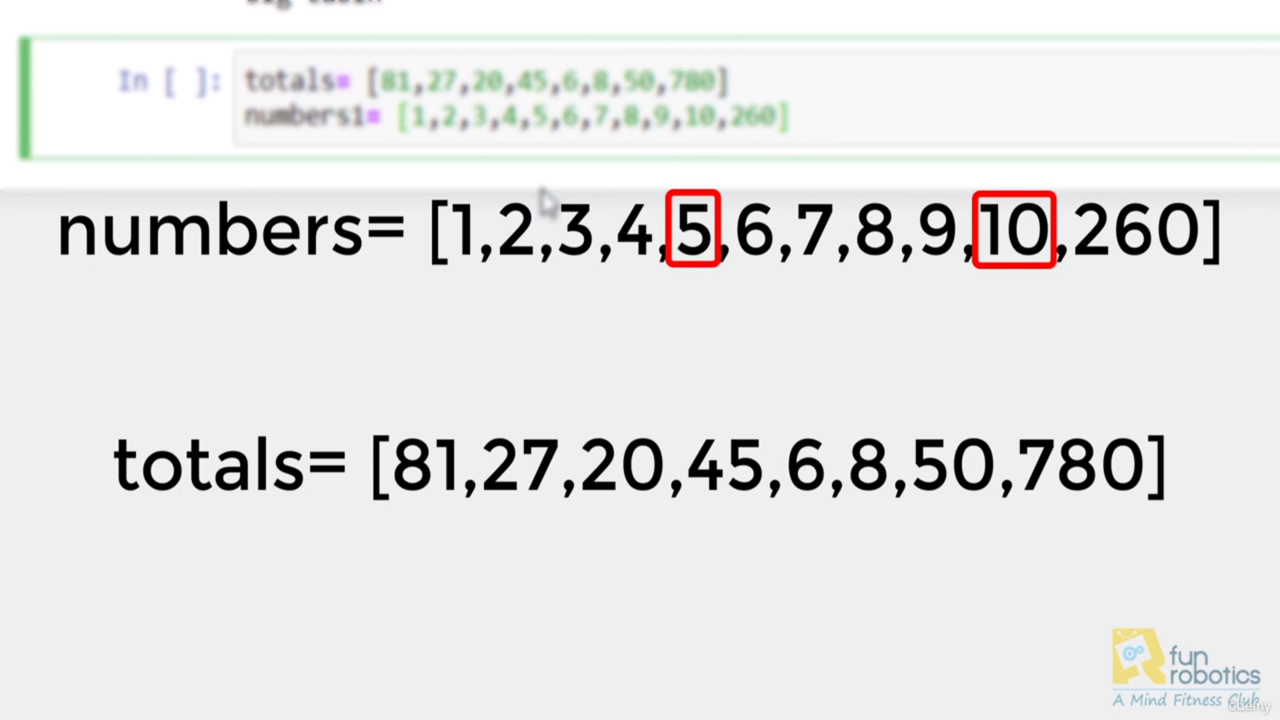 In [ ]: totals= [81,27,20,45,6,8,50,780]
numbers1= [1,2,3,4,5,6,7,8,9,10,260]
numbers= [1,2,3,4,5,6,7,8,9,10,260]
totals= [81,27,20,45,6,8,50,780]
fun
robotics
A Mind Fitness Club
Udemy